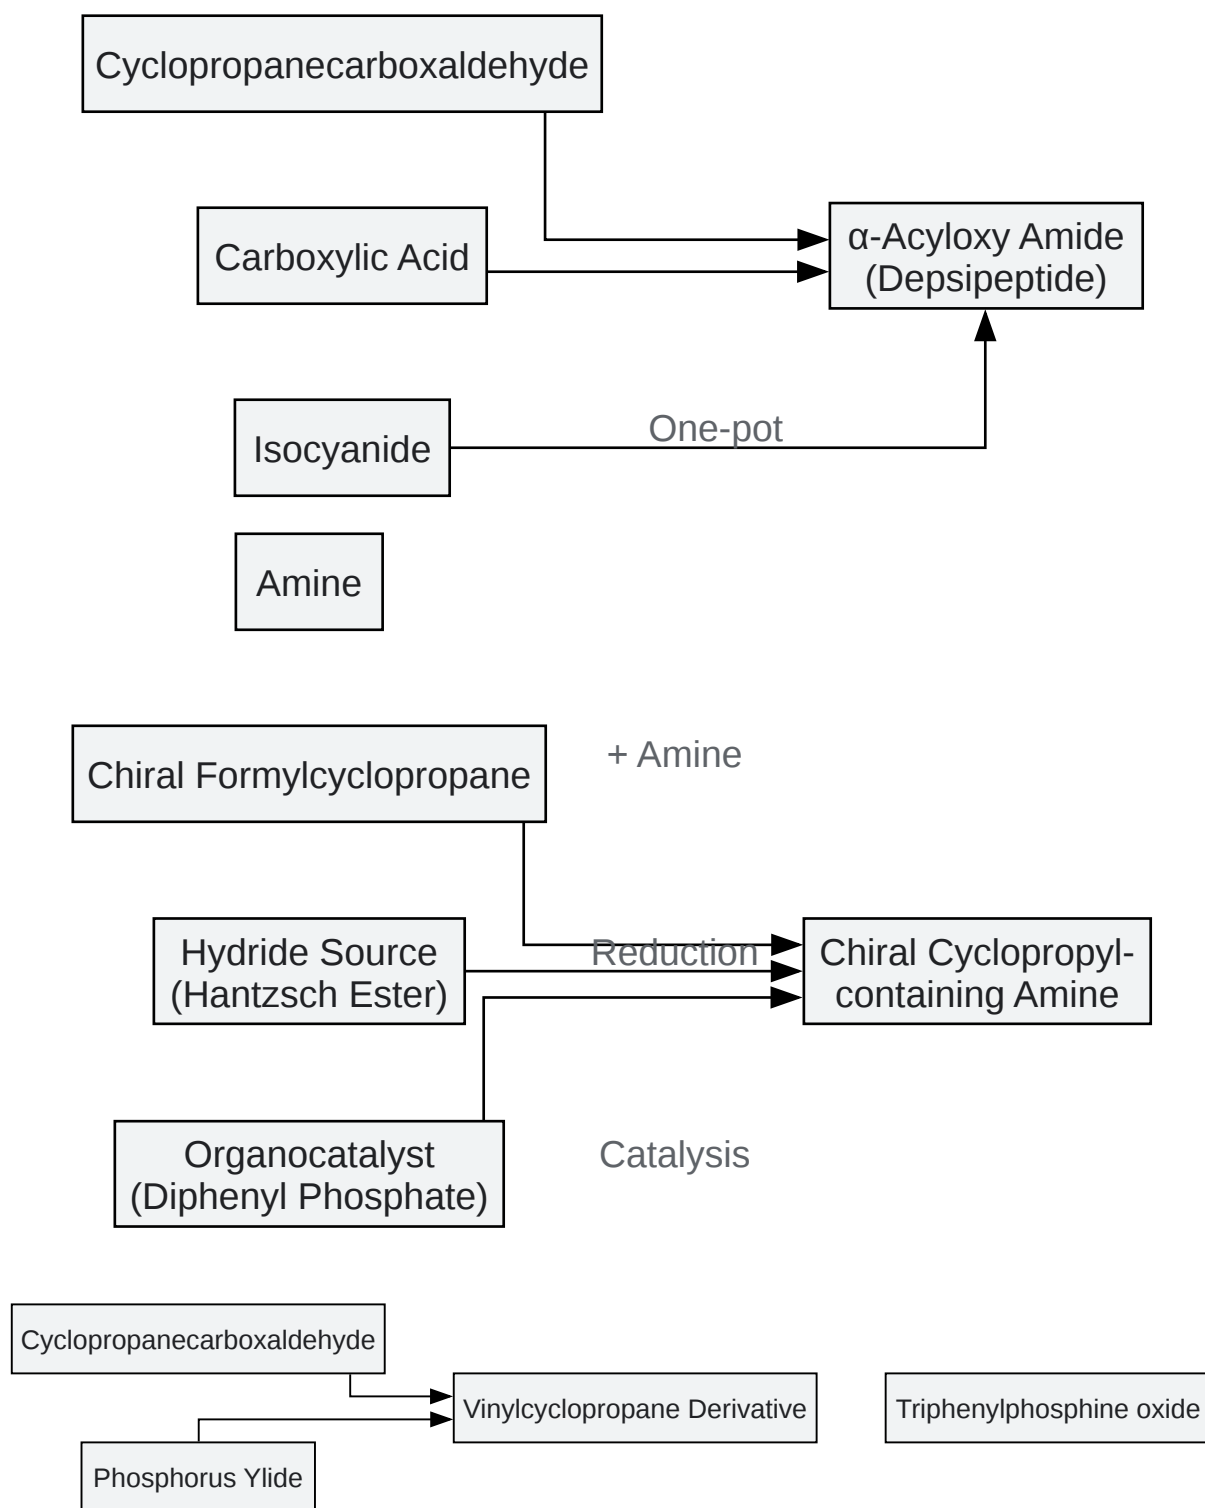 Cyclopropanecarboxaldehyde
Carboxylic Acid
α-Acyloxy Amide
(Depsipeptide)
Isocyanide
One-pot
Amine
Chiral Formylcyclopropane
+ Amine
Hydride Source
(Hantzsch Ester)
Reduction
Chiral Cyclopropyl-
containing Amine
Organocatalyst
(Diphenyl Phosphate)
Catalysis
Cyclopropanecarboxaldehyde
Vinylcyclopropane Derivative
Triphenylphosphine oxide
Phosphorus Ylide